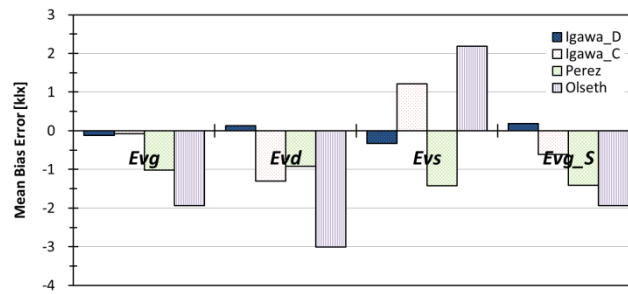 Mean Bias Error [klx]
3
2
1
0
-1
-2
-3
-4
Evg
Evd
Evs
Evg_S
Igawa_D
Igawa_C
Perez
Olseth